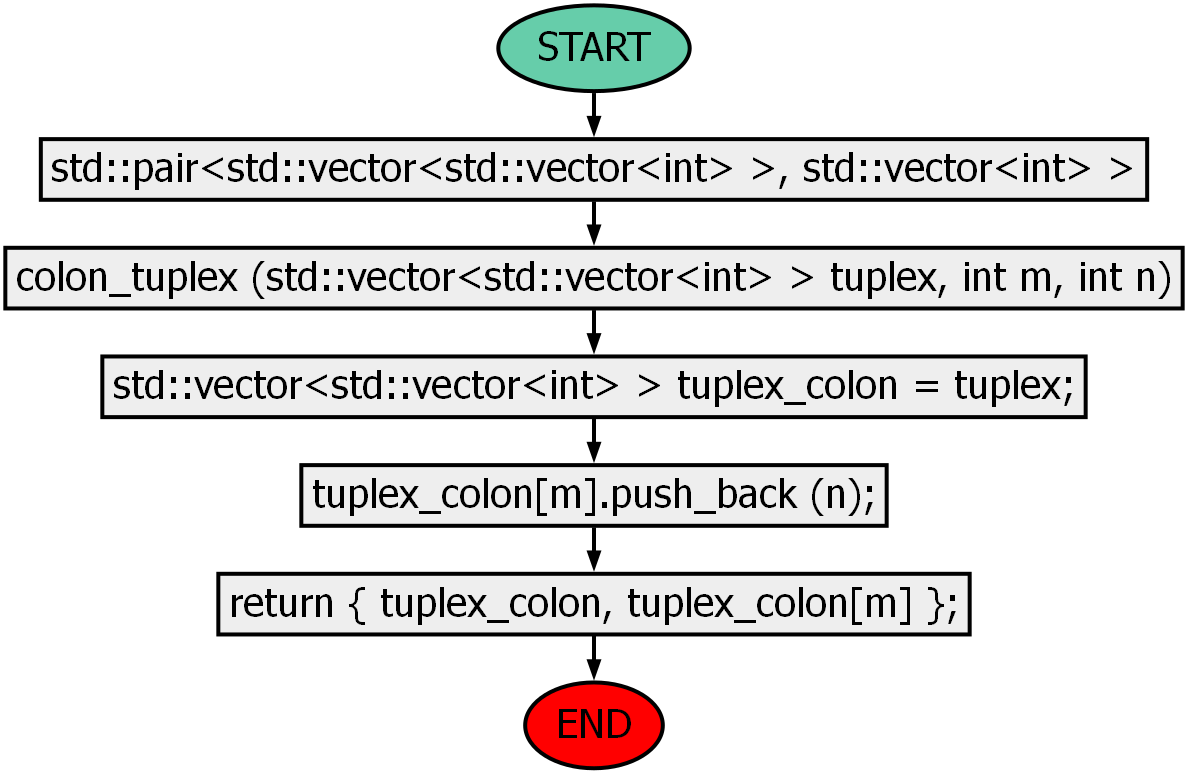 START
std::pair<std::vector<std::vector<int> >, std::vector<int> >
colon_tuplex (std::vector<std::vector<int> > tuplex, int m, int n)
std::vector<std::vector<int> > tuplex_colon = tuplex;
tuplex_colon[m].push_back (n);
return { tuplex_colon, tuplex_colon[m] };
END